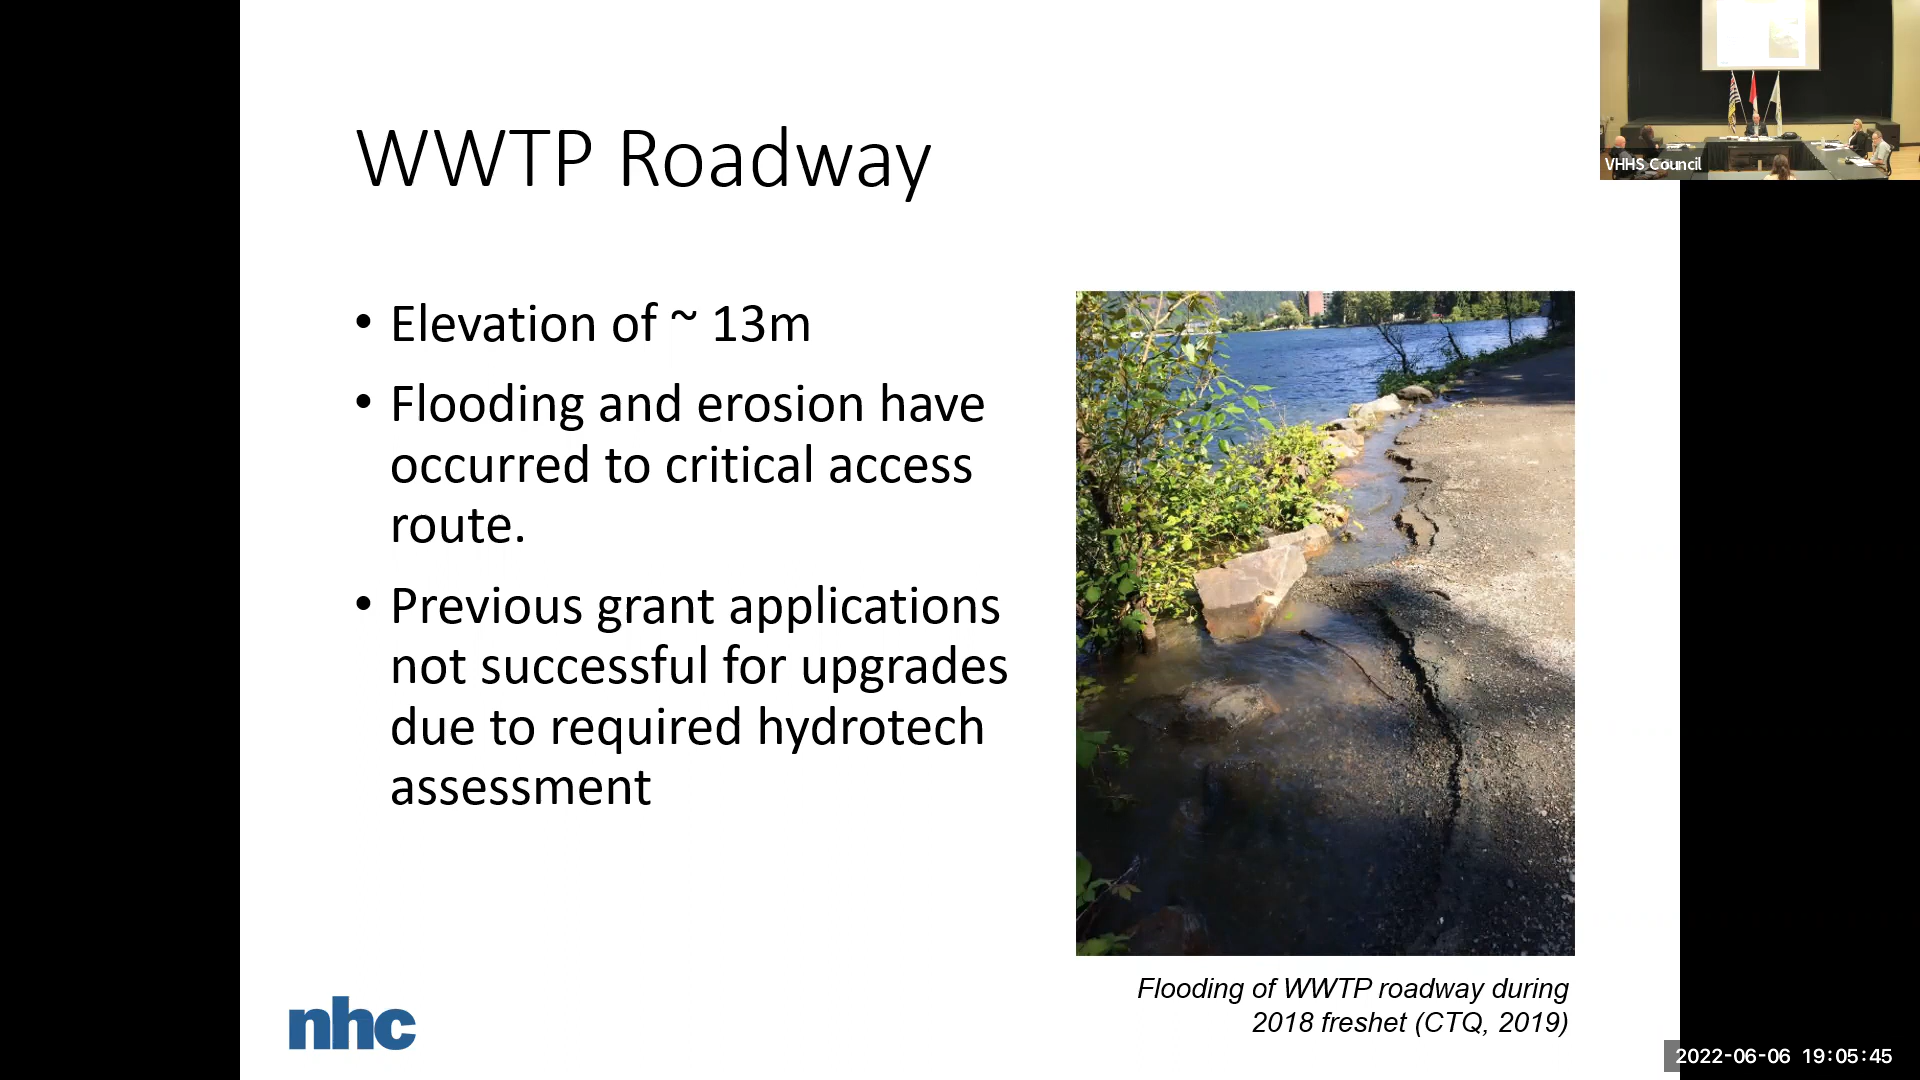 WWTP Roadway
• Elevation of ~ 13m
• Flooding and erosion have
occurred to critical access
route.
• Previous grant applications
not successful for upgrades
due to required hydrotech
assessment
Flooding of WWTP roadway during
2018 freshet (CTQ, 2019)
nhc
VHHS Council
2022-06-06 19:05:45